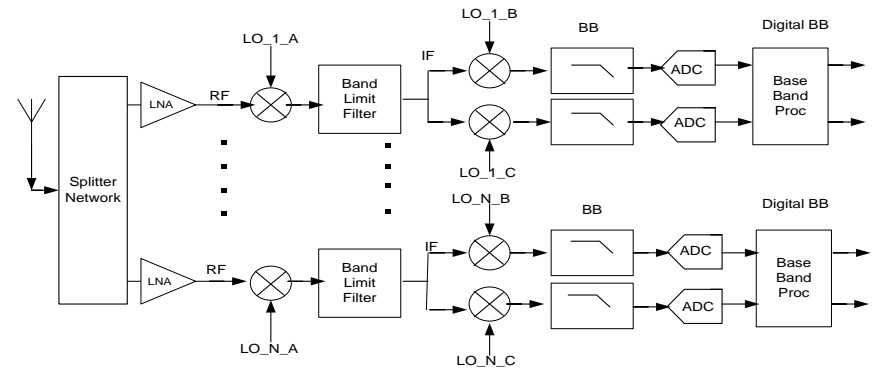 LO_1_B
BB
Digital BB
LO_1_A
IF
ADC
Base
Band
Proc
RF
LNA
Band
Limit
Filter
ADC
LO_1_C
Splitter
Network
LO_N_B
BB
Digital BB
IF
ADC
Base
Band
Proc
RF
LNA
Band
Limit
Filter
ADC
LO_N_A
LO_N_C